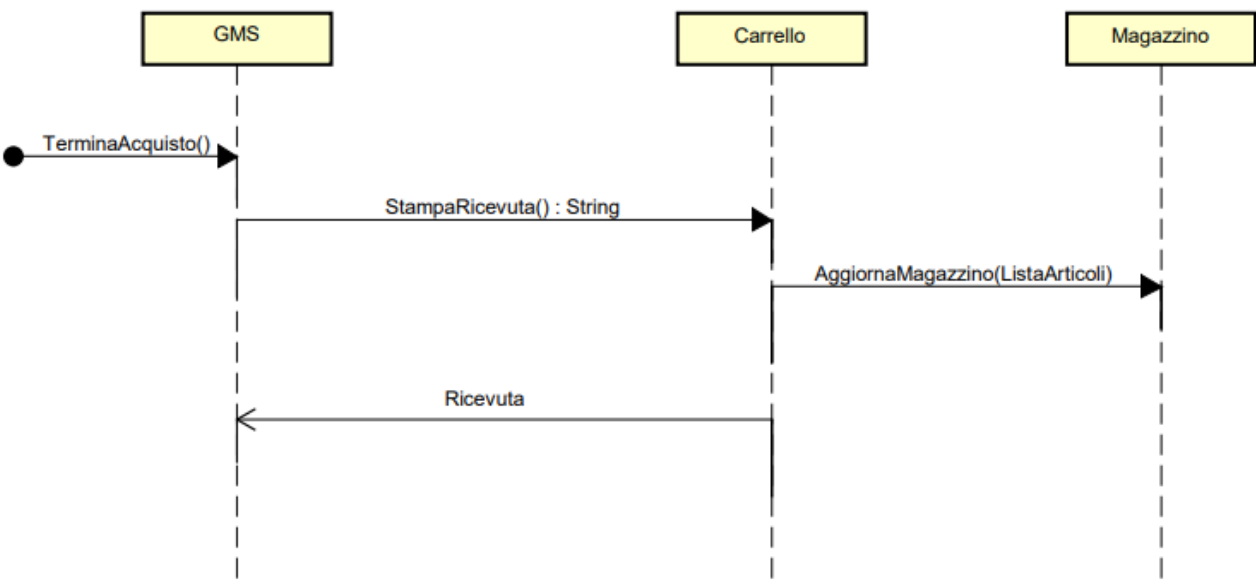 GMS
Carrello
Magazzino
TerminaAcquisto()
StampaRicevuta() : String
AggiornaMagazzino(ListaArticoli)
Ricevuta